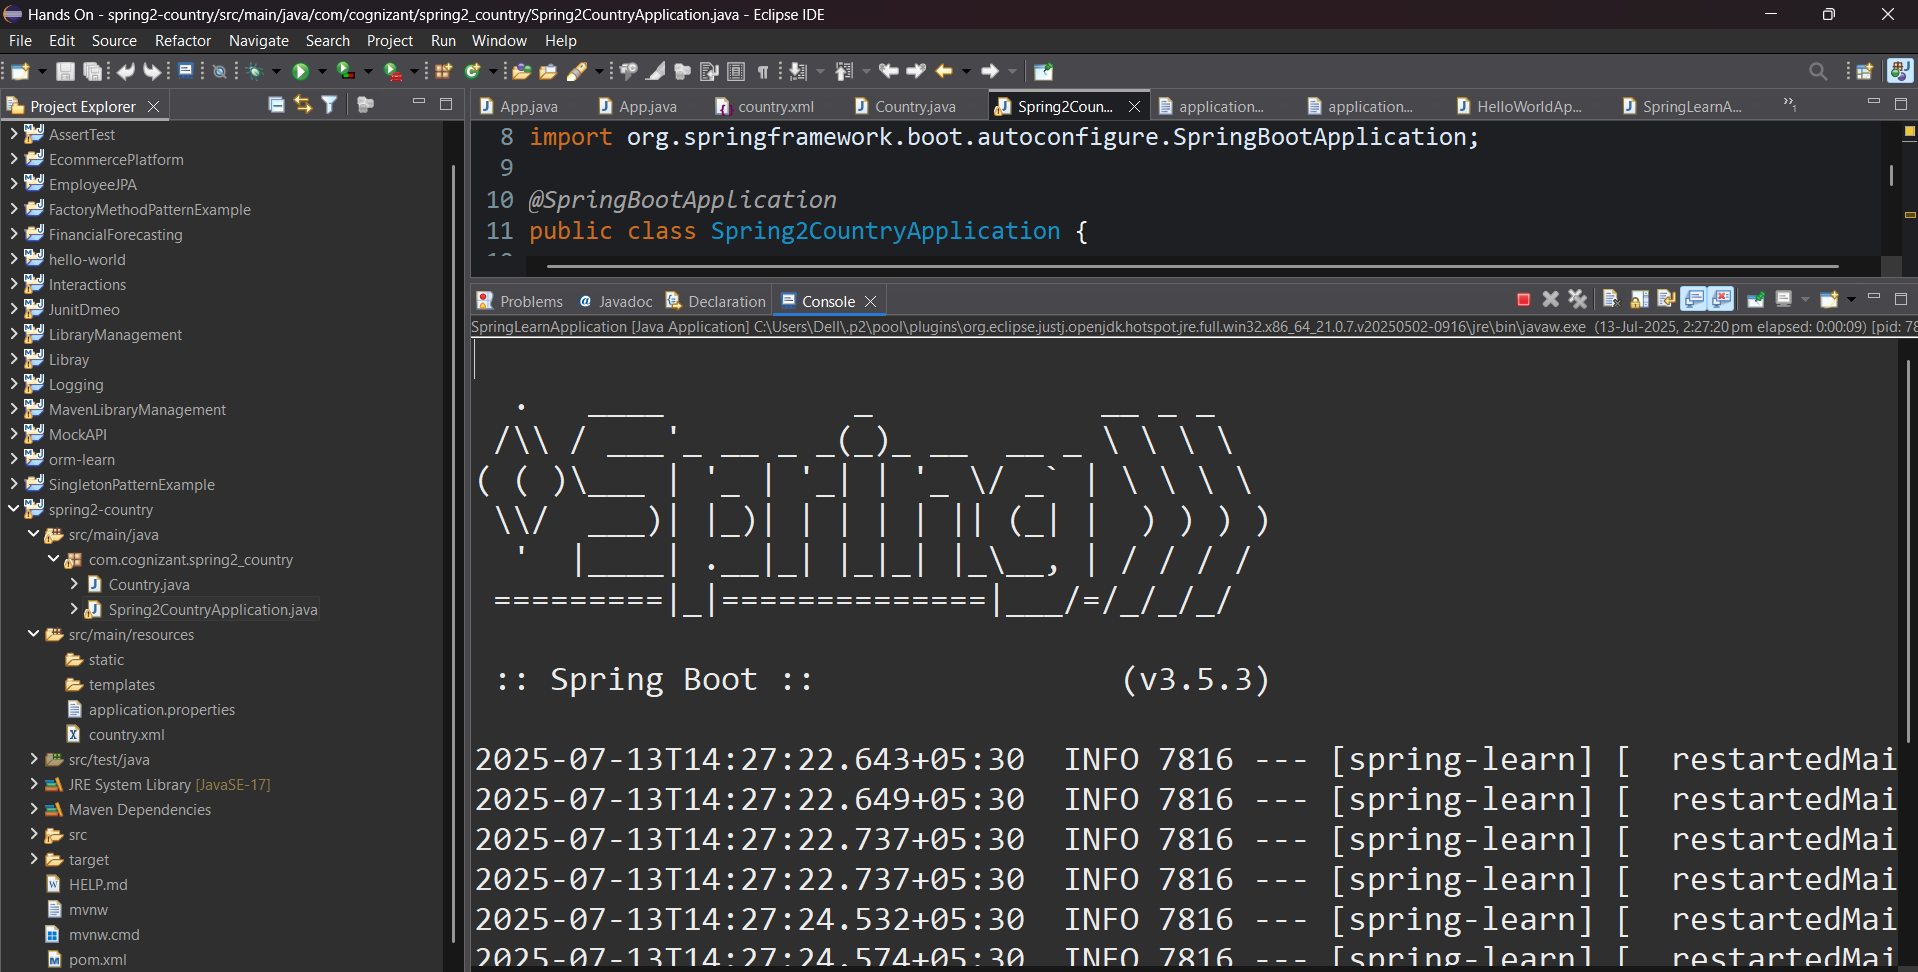 Hands On - spring2-country/src/main/java/com/cognizant/spring2_country/Spring2CountryApplication.java - Eclipse IDE
File Edit Source Refactor Navigate Search Project Run Window Help
Project Explorer
AssertTest
EcommercePlatform
EmployeeJPA
FactoryMethodPatternExample
FinancialForecasting
hello-world
Interactions
JunitDmeo
LibraryManagement
Libray
Logging
MavenLibraryManagement
MockAPI
orm-learn
SingletonPatternExample
spring2-country
src/main/java
com.cognizant.spring2_country
Country.java
Spring2CountryApplication.java
src/main/resources
static
templates
application.properties
country.xml
src/test/java
JRE System Library [JavaSE-17]
Maven Dependencies
src
target
HELP.md
mvnw
mvnw.cmd
pom.xml
App.java App.java country.xml Country.java Spring2Coun... application... application... HelloWorldAp... SpringLearnA... »1
8 import org.springframework.boot.autoconfigure.SpringBootApplication;
9
10 @SpringBootApplication
11 public class Spring2CountryApplication {
Problems Javadoc Declaration Console
SpringLearnApplication [Java Application] C:\Users\Dell\.p2\pool\plugins\org.eclipse.justj.openjdk.hotspot.jre.full.win32.x86_64_21.0.7.v20250502-0916\jre\bin\javaw.exe (13-Jul-2025, 2:27:20 pm elapsed: 0:00:09) [pid: 78
  .   ____          _            __ _ _
 /\\ / ___'_ __ _ _(_)_ __  __ _ \ \ \ \
( ( )\___ | '_ | '_| | '_ \/ _` | \ \ \ \
 \\/  ___)| |_)| | | | | || (_| |  ) ) ) )
  '  |____| .__|_| |_|_| |_\__, | / / / /
 =========|_|==============|___/=/_/_/_/
:: Spring Boot :: (v3.5.3)
2025-07-13T14:27:22.643+05:30 INFO 7816 --- [spring-learn] [ restartedMai
2025-07-13T14:27:22.649+05:30 INFO 7816 --- [spring-learn] [ restartedMai
2025-07-13T14:27:22.737+05:30 INFO 7816 --- [spring-learn] [ restartedMai
2025-07-13T14:27:22.737+05:30 INFO 7816 --- [spring-learn] [ restartedMai
2025-07-13T14:27:24.532+05:30 INFO 7816 --- [spring-learn] [ restartedMai
2025-07-13T14:27:24.574+05:30 INFO 7816 --- [spring-learn] [ restartedMai